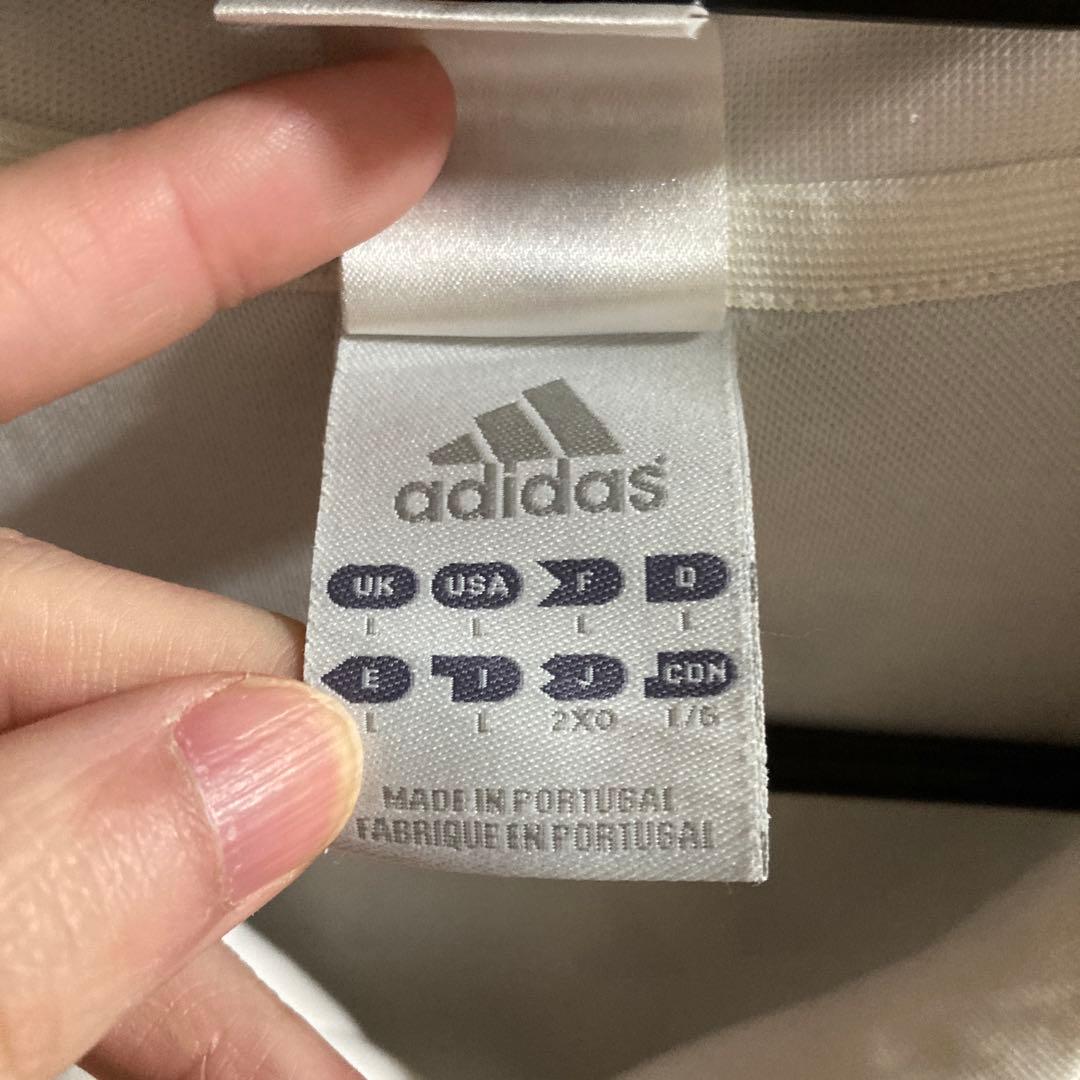 adidas
UK USA F D
L L L L
E I J CDN
L L 2XO L/G
MADE IN PORTUGAL
FABRIQUE EN PORTUGAL